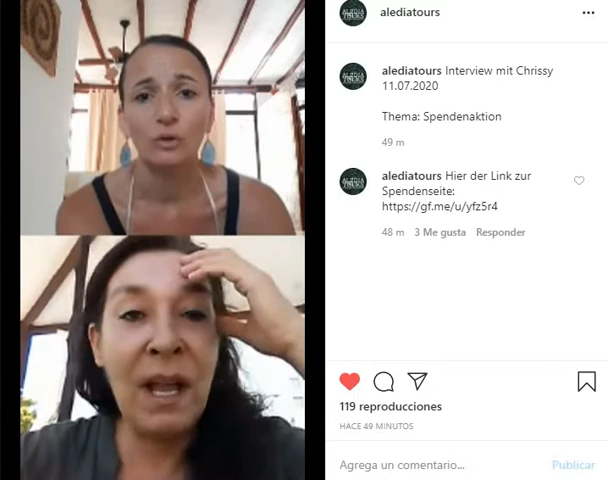 alediatours
alediatours Interview mit Chrissy
11.07.2020
Thema: Spendenaktion
49 m
alediatours Hier der Link zur
Spendenseite:
https://gf.me/u/yfz5r4
48 m 3 Me gusta Responder
119 reproducciones
HACE 49 MINUTOS
Agrega un comentario... Publicar